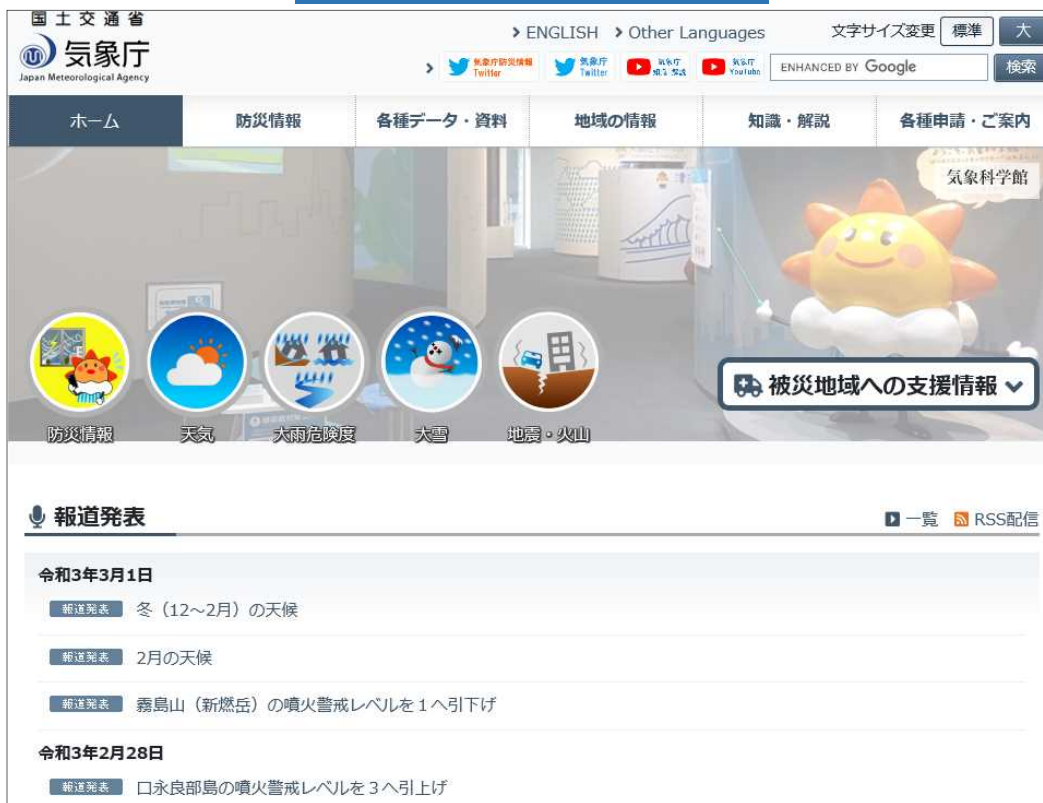 国土交通省
気象庁
Japan Meteorological Agency
ENGLISH Other Languages 文字サイズ変更 標準 大
気象庁防災情報 Twitter 気象庁 Twitter 気象庁 気象庁 YouTube ENHANCED BY Google 検索
ホーム 防災情報 各種データ・資料 地域の情報 知識・解説 各種申請・ご案内
気象科学館
被災地域への支援情報
防災情報 天気 大雨危険度 大雪 地震・火山
報道発表 一覧 RSS配信
令和3年3月1日
報道発表 冬（12～2月）の天候
報道発表 2月の天候
報道発表 霧島山（新燃岳）の噴火警戒レベルを１へ引下げ
令和3年2月28日
報道発表 口永良部島の噴火警戒レベルを３へ引上げ